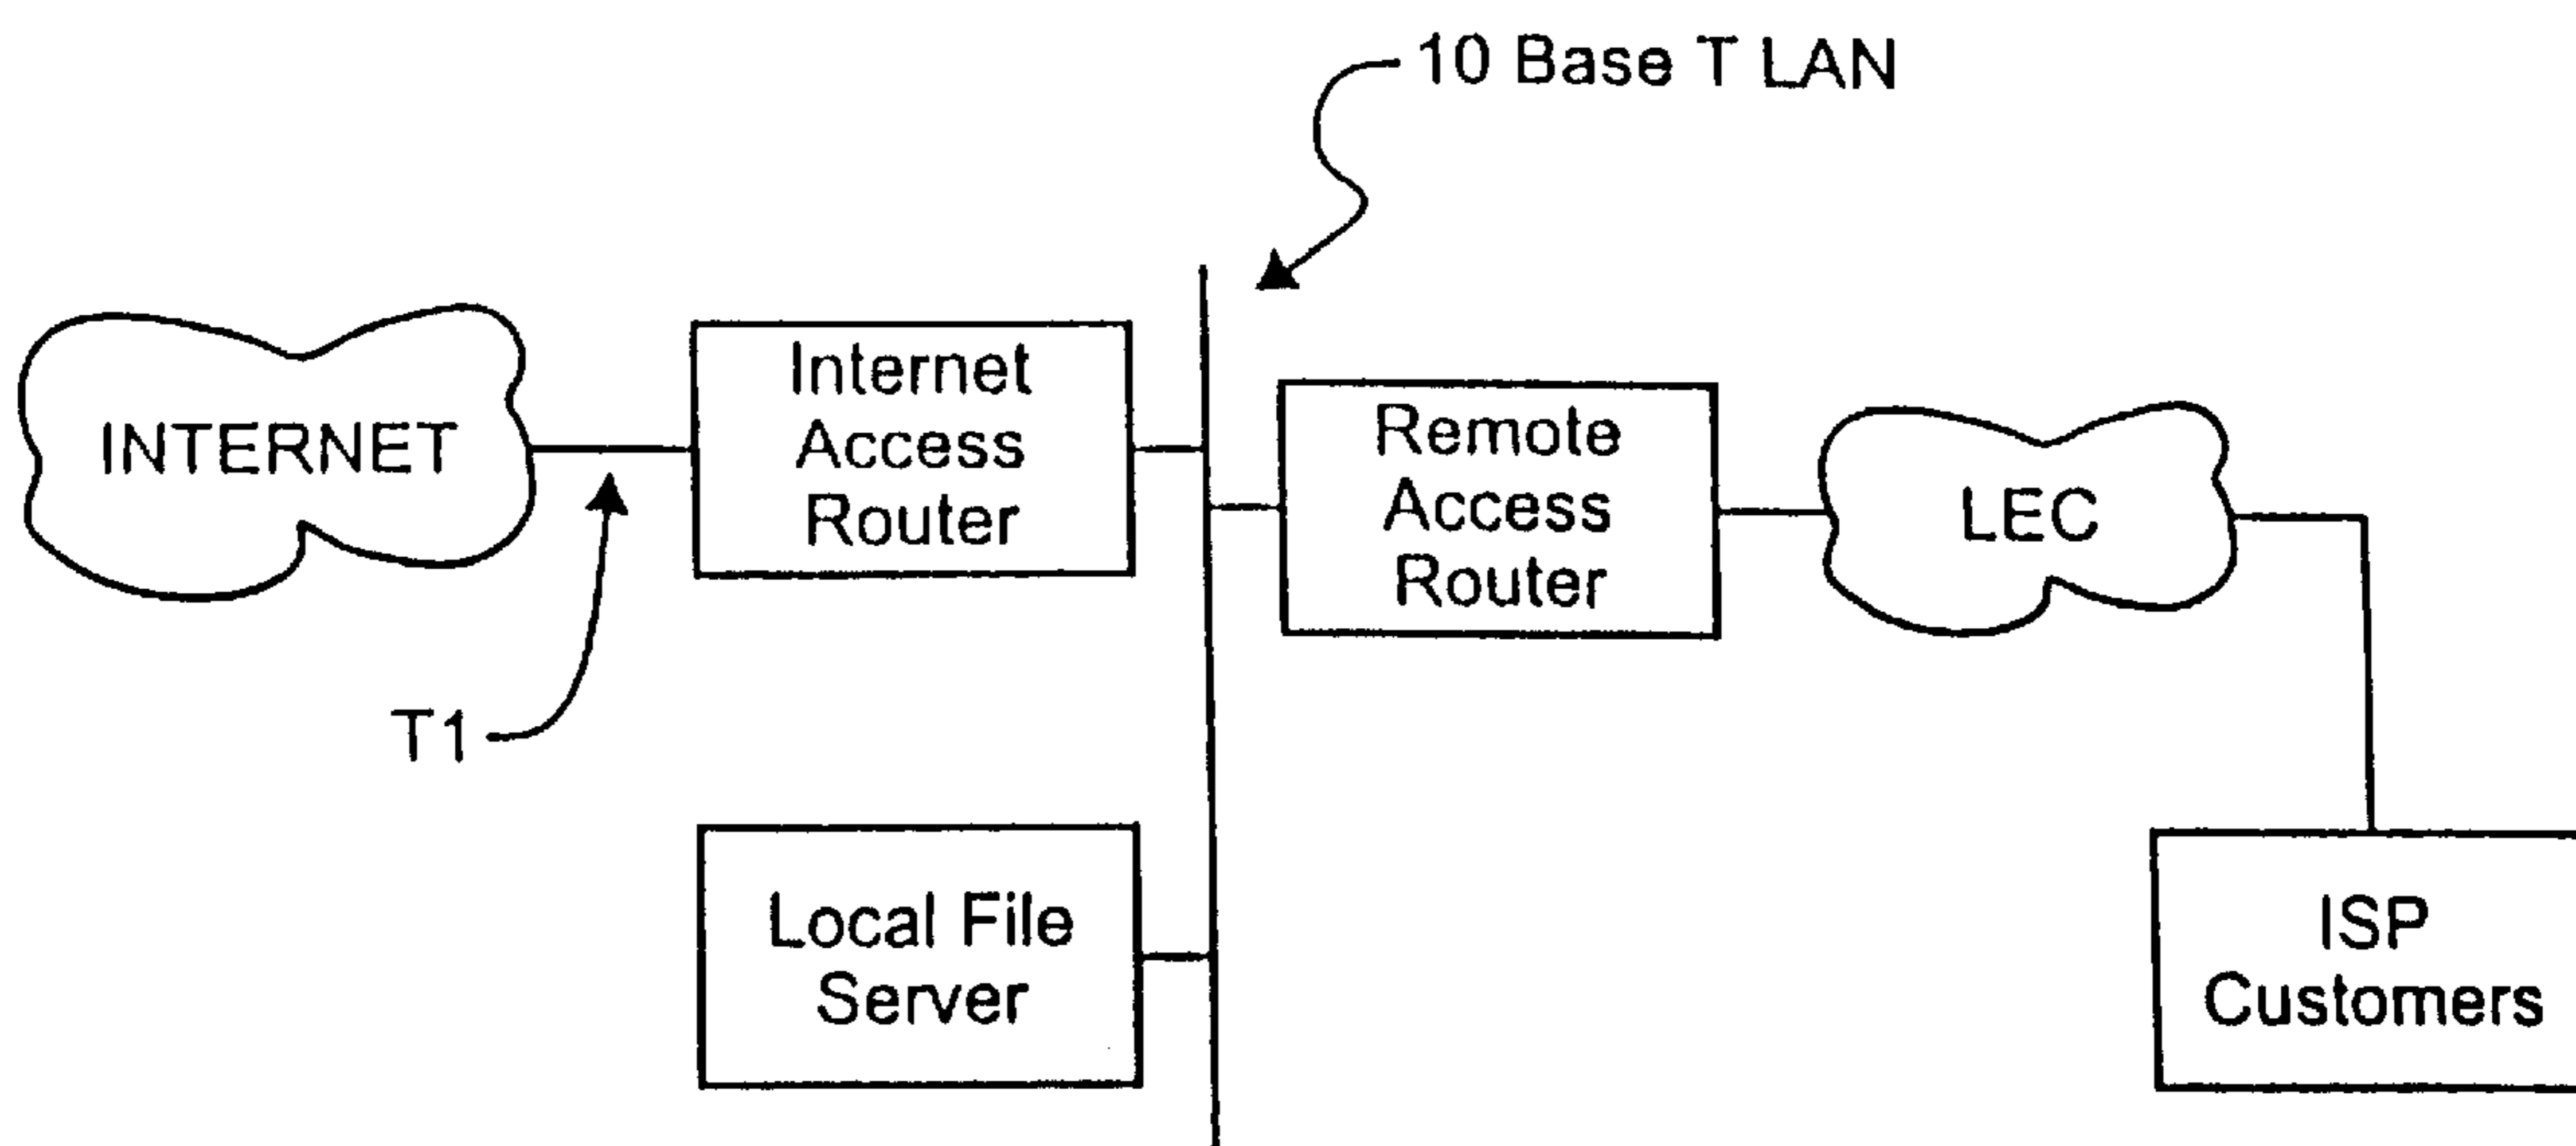 10 Base T LAN
INTERNET
Internet
Access
Router
Remote
Access
Router
LEC
T1
Local File
Server
ISP
Customers